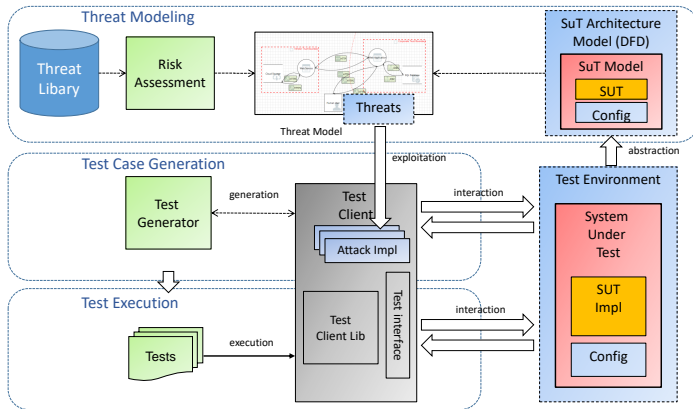 Threat Modeling
Threat
Libary
Risk
Assessment
Threats
Threat Model
SuT Architecture
Model (DFD)
SuT Model
SUT
Config
exploitation
abstraction
Test Case Generation
Test
Generator
generation
Test
Client
Attack Impl
interaction
Test Environment
System
Under
Test
SUT
Impl
Config
Test Execution
Tests
execution
Test
Client Lib
Test interface
interaction